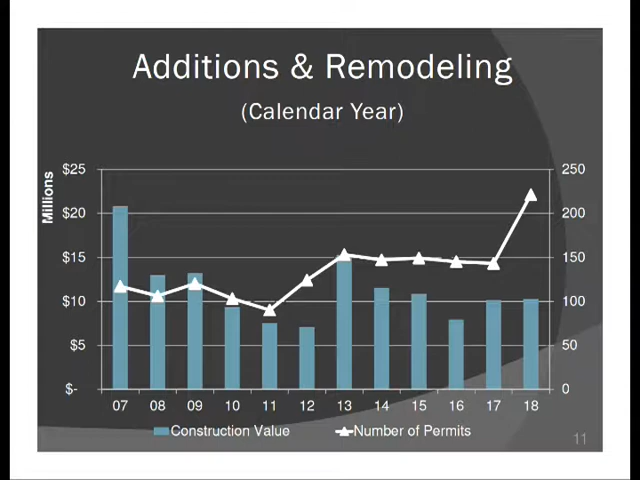 Additions & Remodeling
(Calendar Year)
Millions
$25
$20
$15
$10
$5
$-
250
200
150
100
50
0
07 08 09 10 11 12 13 14 15 16 17 18
Construction Value Number of Permits
11